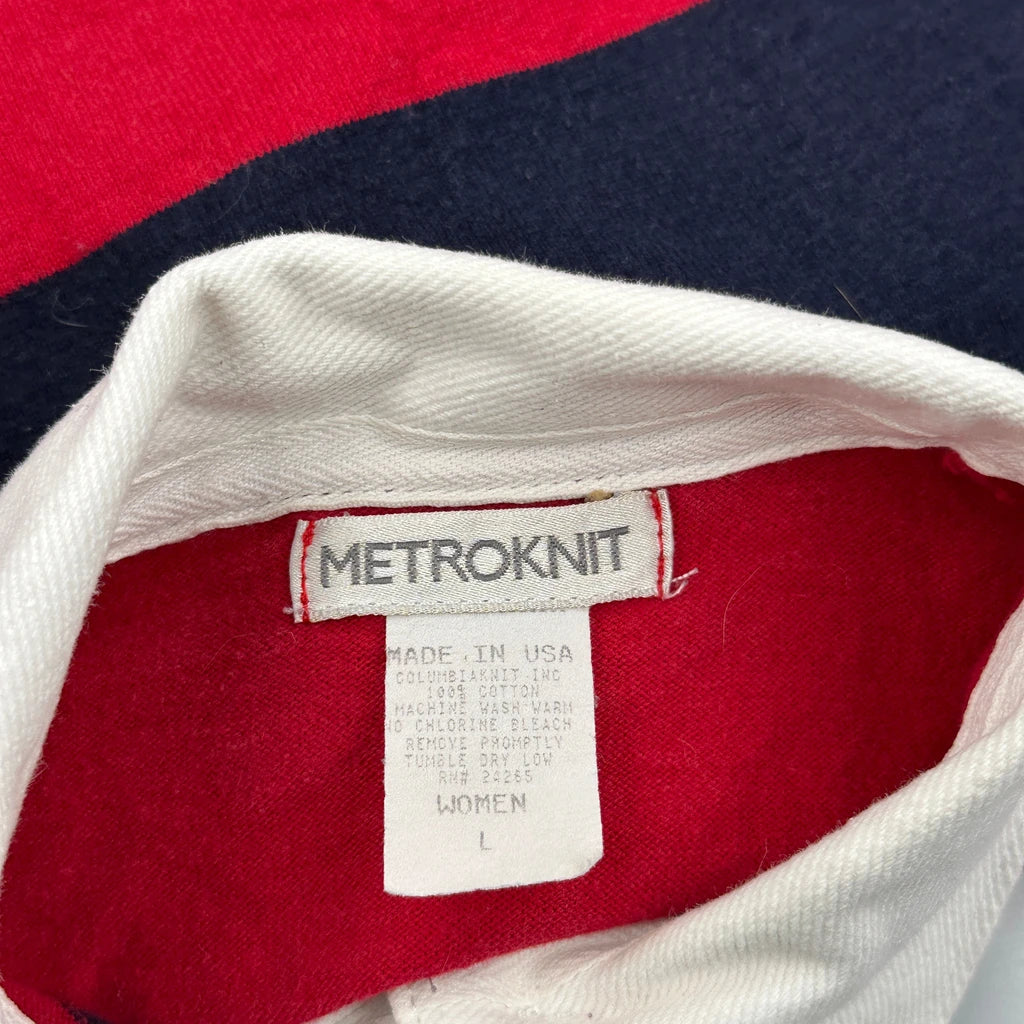 METROKNIT
MADE IN USA
COLUMBIAKNIT INC
100% COTTON
MACHINE WASH WARM
NO CHLORINE BLEACH
REMOVE PROMPTLY
TUMBLE DRY LOW
RN# 24265
WOMEN
L